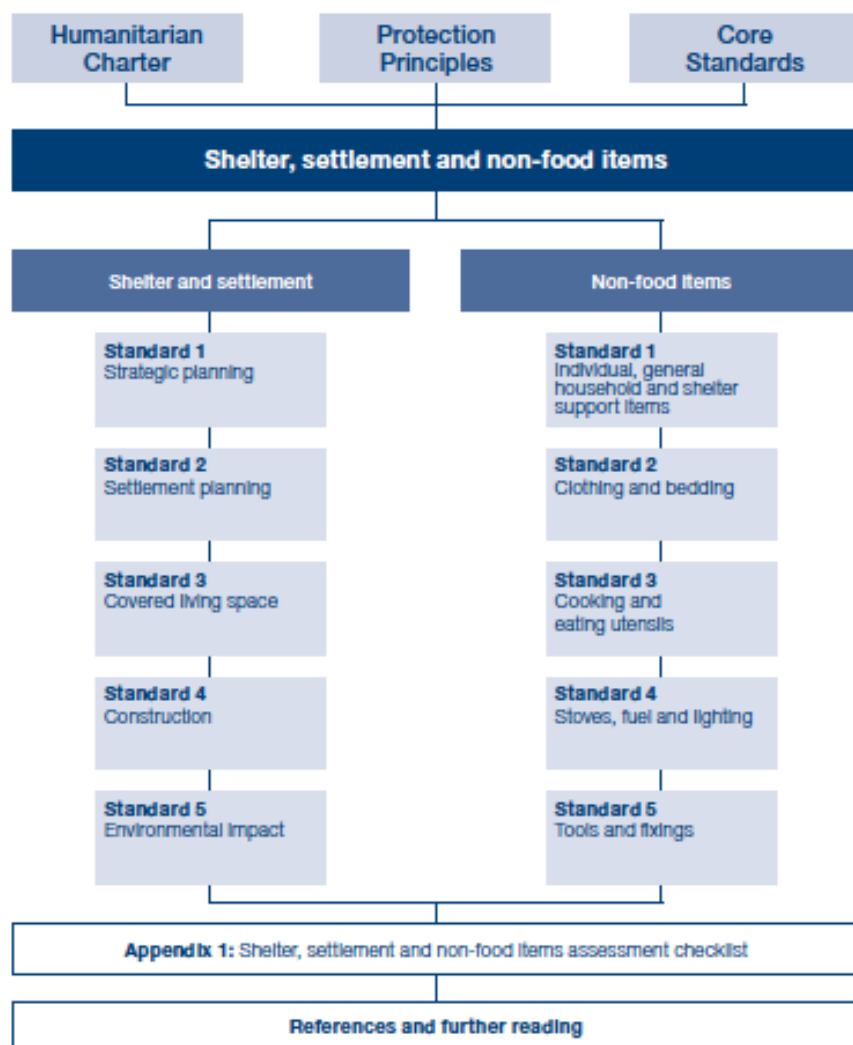 Humanitarian
Charter
Protection
Principles
Core
Standards
Shelter, settlement and non-food items
Shelter and settlement
Standard 1
Strategic planning
Standard 2
Settlement planning
Standard 3
Covered living space
Standard 4
Construction
Standard 5
Environmental impact
Non-food items
Standard 1
Individual, general
household and shelter
support items
Standard 2
Clothing and bedding
Standard 3
Cooking and
eating utensils
Standard 4
Stoves, fuel and lighting
Standard 5
Tools and fixings
Appendix 1: Shelter, settlement and non-food items assessment checklist
References and further reading